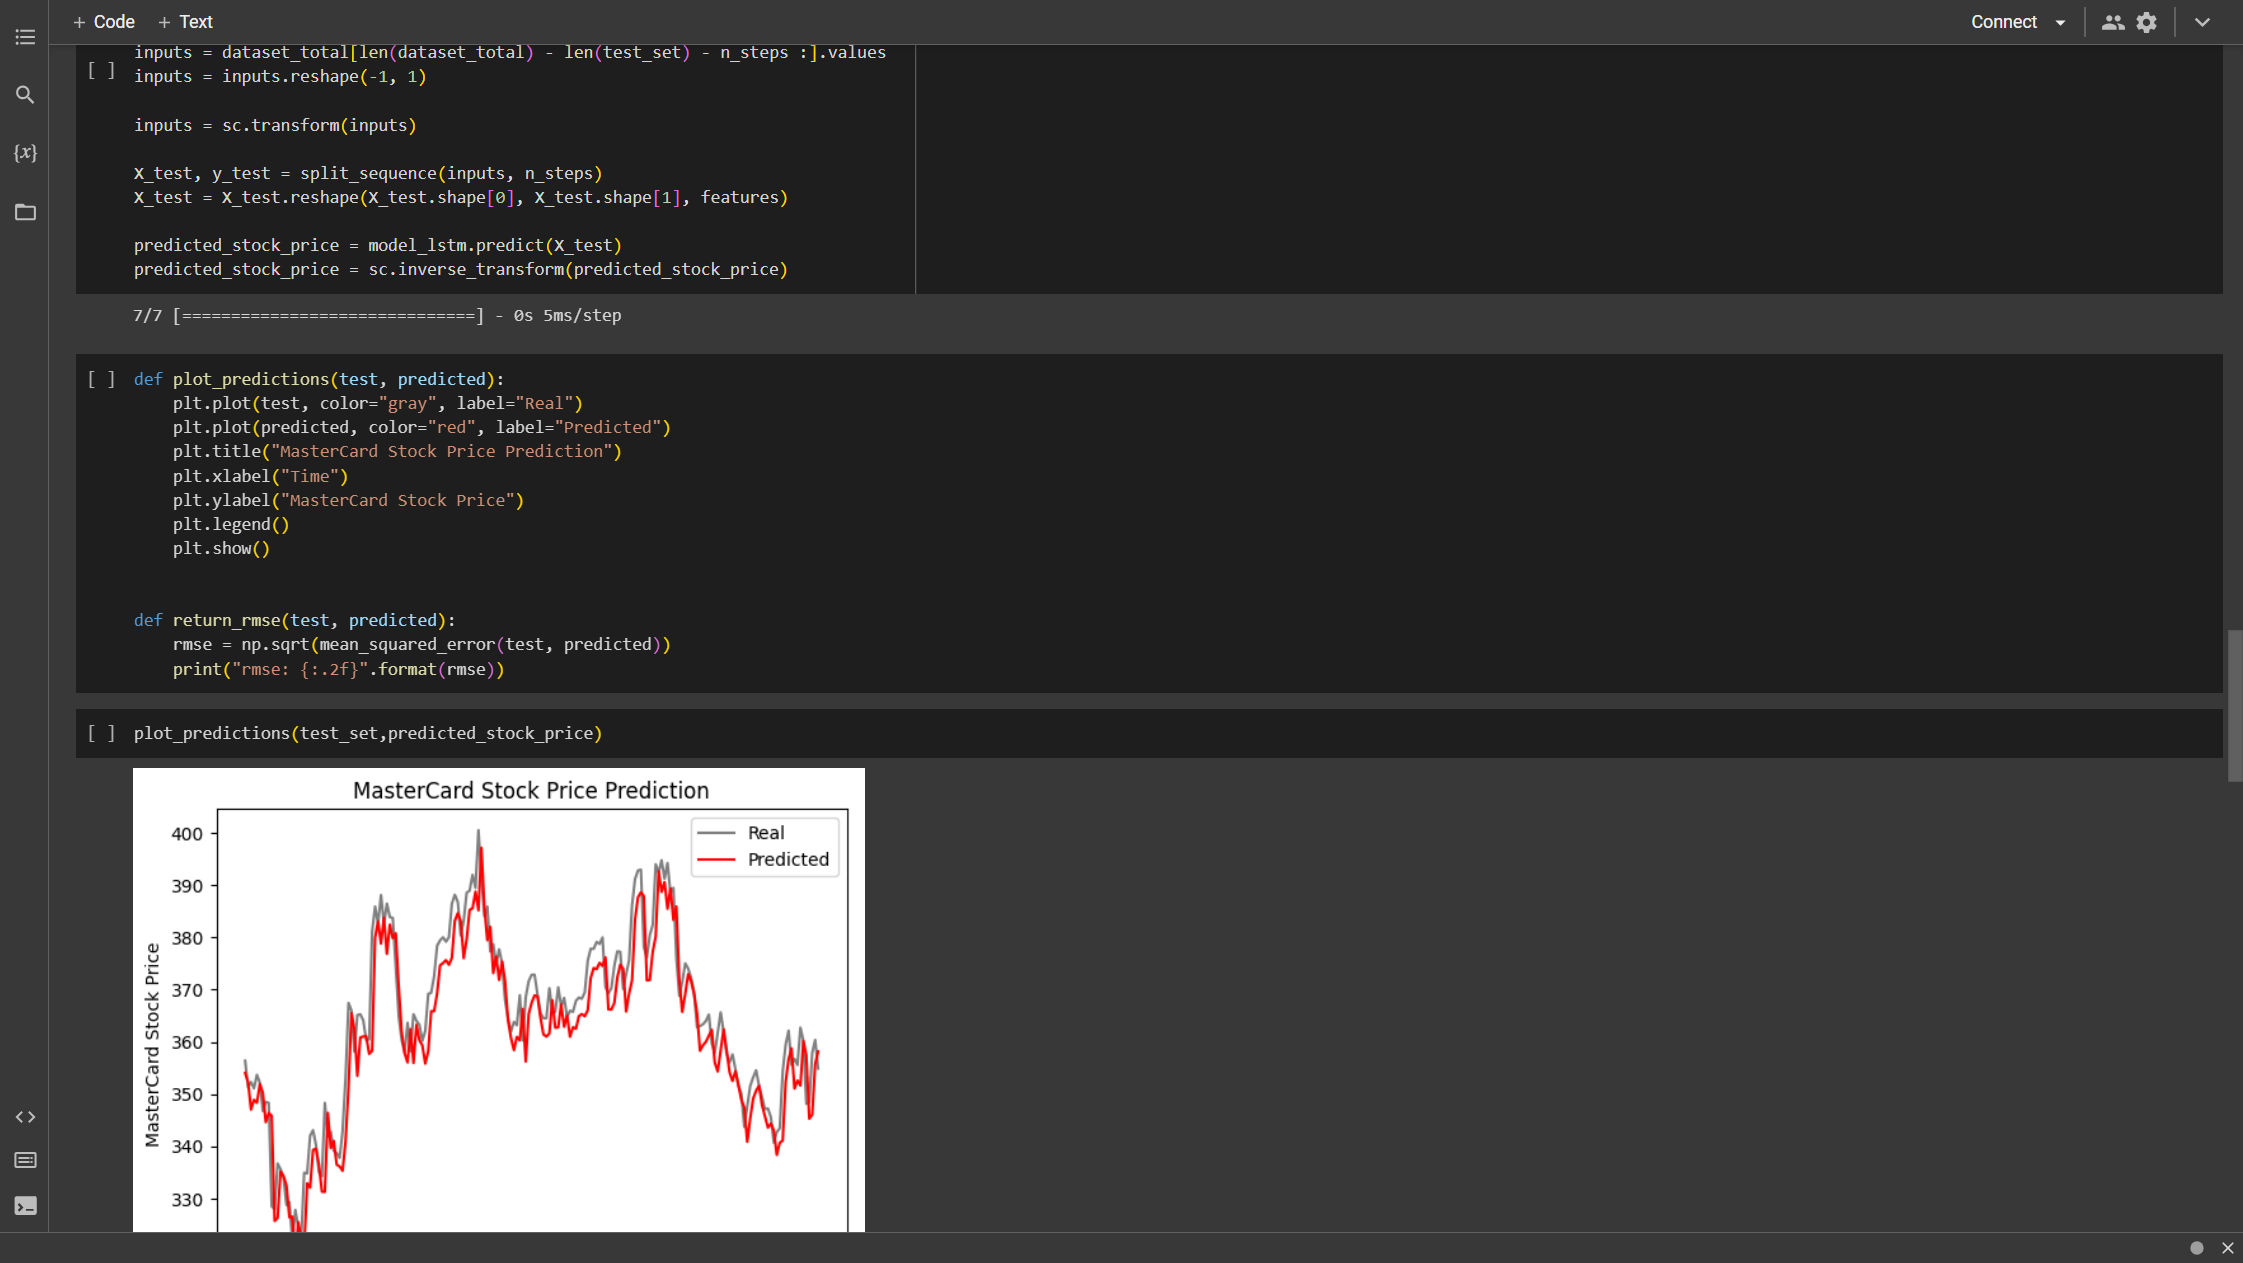 + Code + Text
Connect
inputs = dataset_total[len(dataset_total) - len(test_set) - n_steps :].values
[ ] inputs = inputs.reshape(-1, 1)
inputs = sc.transform(inputs)
{x}
X_test, y_test = split_sequence(inputs, n_steps)
X_test = X_test.reshape(X_test.shape[0], X_test.shape[1], features)
predicted_stock_price = model_lstm.predict(X_test)
predicted_stock_price = sc.inverse_transform(predicted_stock_price)
7/7 [==============================] - 0s 5ms/step
[ ] def plot_predictions(test, predicted):
plt.plot(test, color="gray", label="Real")
plt.plot(predicted, color="red", label="Predicted")
plt.title("MasterCard Stock Price Prediction")
plt.xlabel("Time")
plt.ylabel("MasterCard Stock Price")
plt.legend()
plt.show()
def return_rmse(test, predicted):
rmse = np.sqrt(mean_squared_error(test, predicted))
print("rmse: {:.2f}".format(rmse))
[ ] plot_predictions(test_set,predicted_stock_price)
MasterCard Stock Price Prediction
Real
Predicted
MasterCard Stock Price
400
390
380
370
360
350
340
330